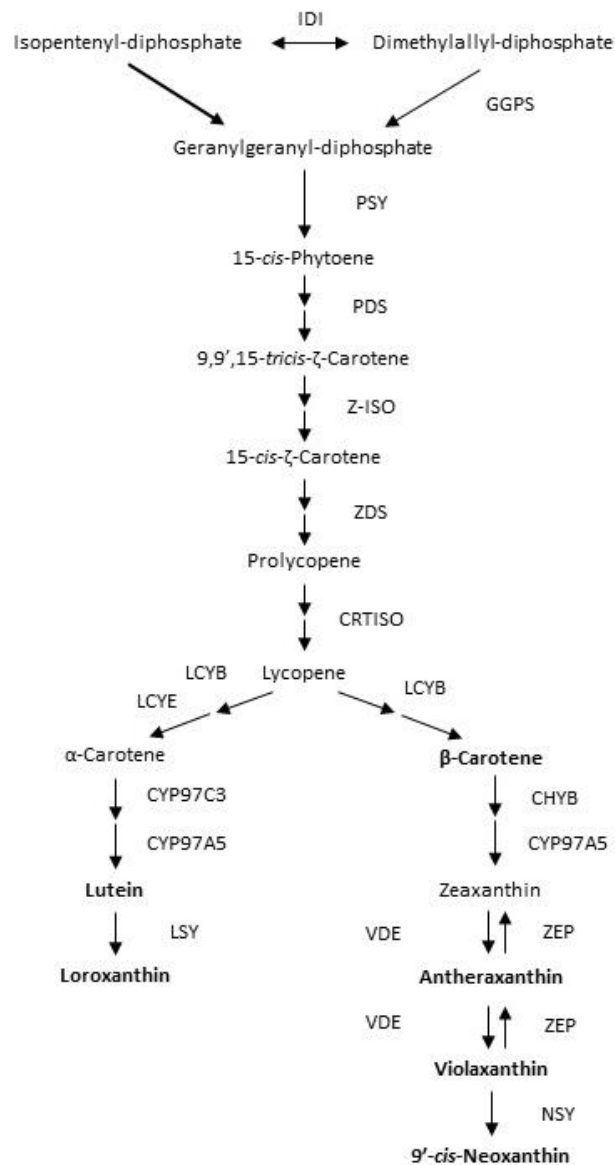 IDI
Isopentenyl-diphosphate Dimethylallyl-diphosphate
GGPS
Geranylgeranyl-diphosphate
PSY
15-cis-Phytoene
PDS
9,9',15-tricis-ζ-Carotene
Z-ISO
15-cis-ζ-Carotene
ZDS
Prolycopene
CRTISO
LCYB Lycopene LCYB
LCYE
α-Carotene β-Carotene
CYP97C3 CHYB
CYP97A5 CYP97A5
Lutein Zeaxanthin
LSY VDE ZEP
Loroxanthin Antheraxanthin
VDE ZEP
Violaxanthin
NSY
9'-cis-Neoxanthin